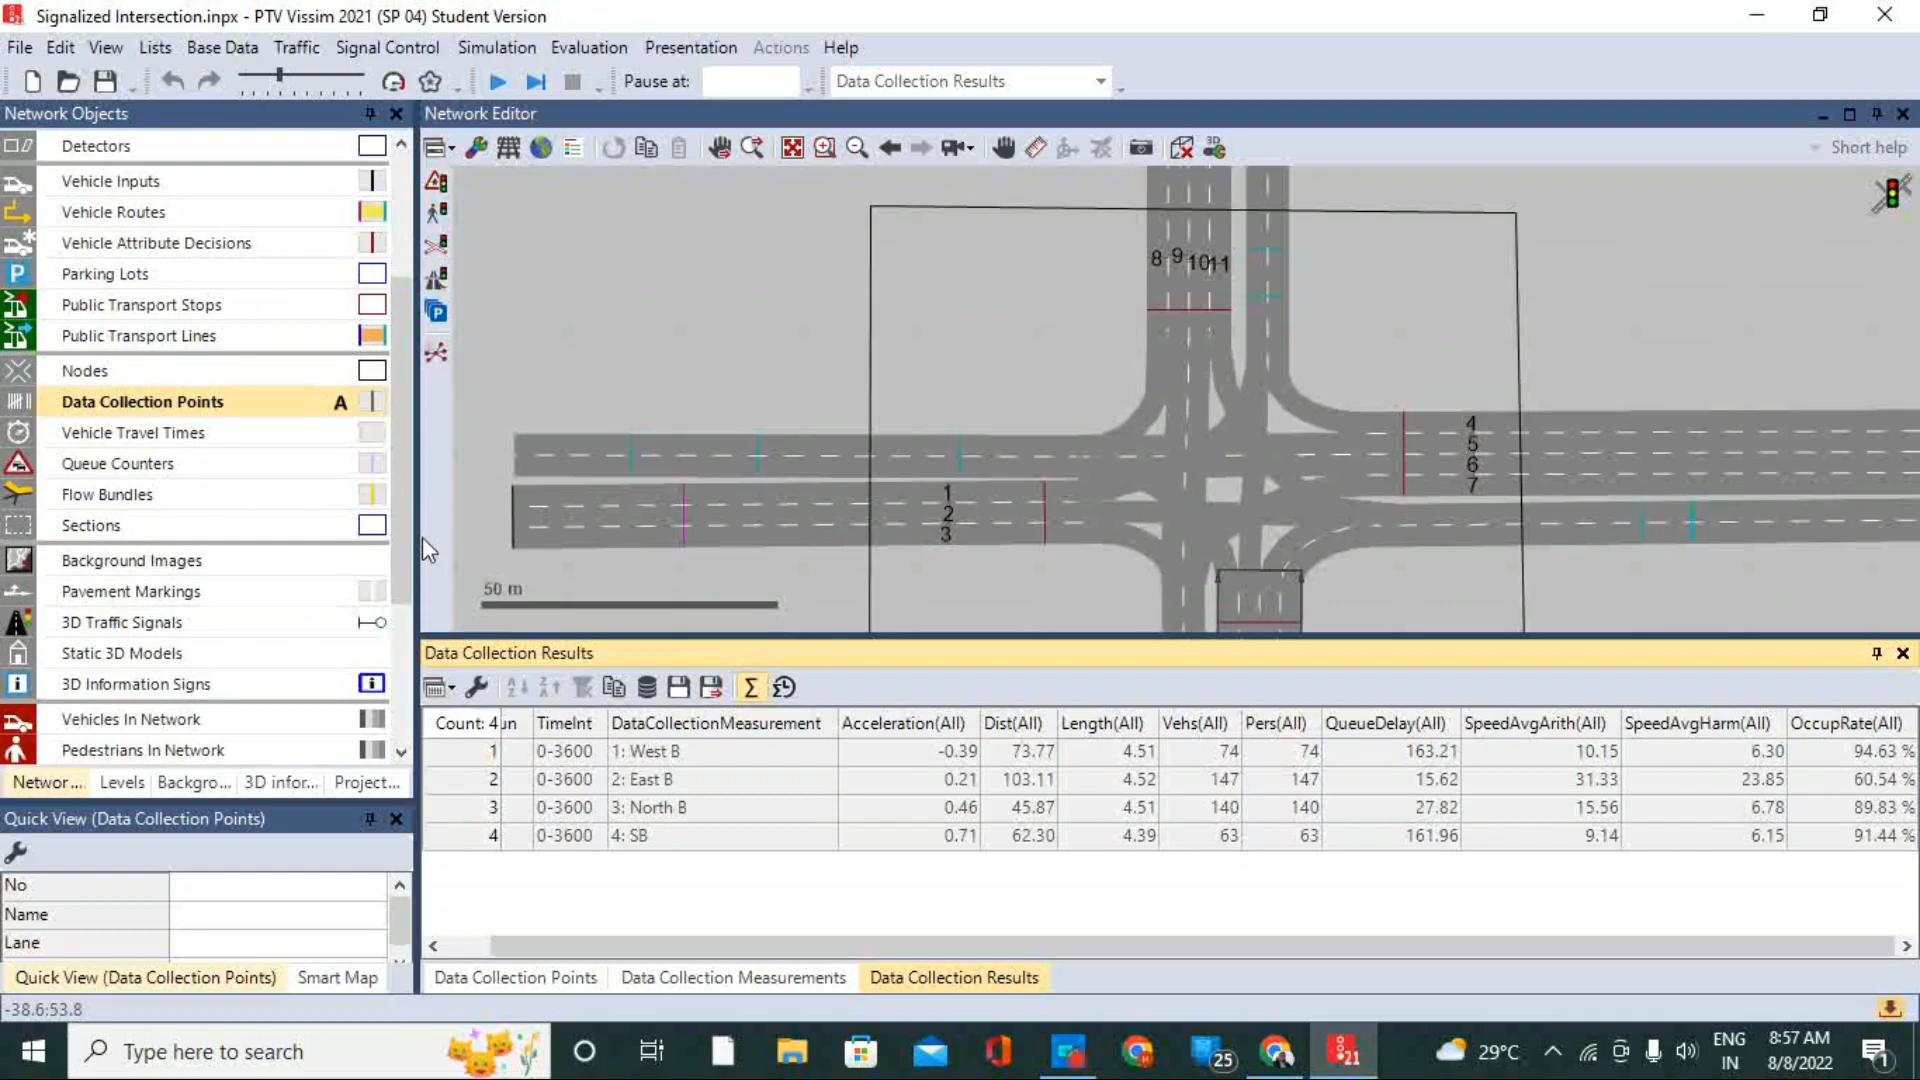 Signalized Intersection.inpx - PTV Vissim 2021 (SP 04) Student Version
File Edit View Lists Base Data Traffic Signal Control Simulation Evaluation Presentation Actions Help
Pause at: Data Collection Results
Network Objects
Network Editor
Short help
Detectors
Vehicle Inputs
Vehicle Routes
Vehicle Attribute Decisions
Parking Lots
Public Transport Stops
Public Transport Lines
Nodes
Data Collection Points A
Vehicle Travel Times
Queue Counters
Flow Bundles
Sections
Background Images
Pavement Markings
3D Traffic Signals
Static 3D Models
3D Information Signs
Vehicles In Network
Pedestrians In Network
Networ... Levels Backgro... 3D infor... Project...
8 9 10 11
4
5
6
7
1
2
3
50 m
Data Collection Results
Count: 4 un TimeInt DataCollectionMeasurement Acceleration(All) Dist(All) Length(All) Vehs(All) Pers(All) QueueDelay(All) SpeedAvgArith(All) SpeedAvgHarm(All) OccupRate(All)
1 0-3600 1: West B -0.39 73.77 4.51 74 74 163.21 10.15 6.30 94.63 %
2 0-3600 2: East B 0.21 103.11 4.52 147 147 15.62 31.33 23.85 60.54 %
3 0-3600 3: North B 0.46 45.87 4.51 140 140 27.82 15.56 6.78 89.83 %
4 0-3600 4: SB 0.71 62.30 4.39 63 63 161.96 9.14 6.15 91.44 %
Quick View (Data Collection Points)
No
Name
Lane
Quick View (Data Collection Points) Smart Map
Data Collection Points Data Collection Measurements Data Collection Results
-38.6:53.8
Type here to search
25
21
29°C
ENG
IN
8:57 AM
8/8/2022
1